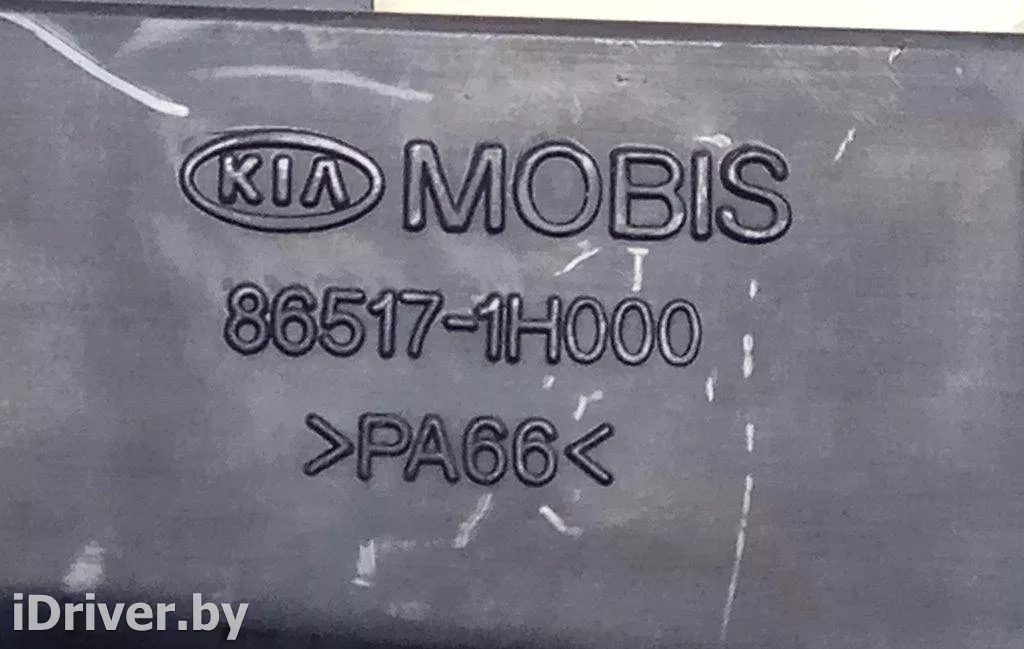 KIA MOBIS
86517-1H000
>PA66<
iDriver.by